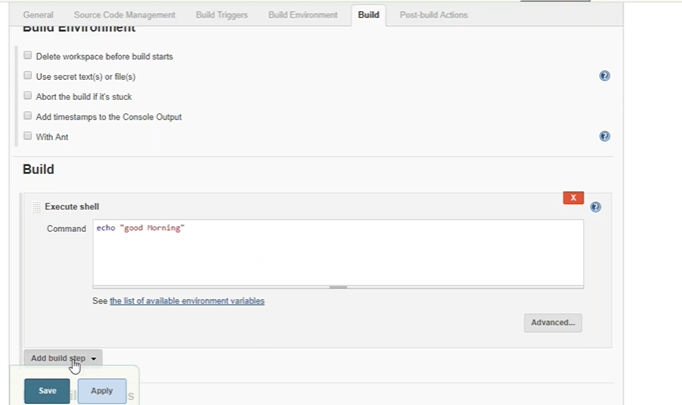 General Source Code Management Build Triggers Build Environment Build Post-build Actions
Build Environment
Delete workspace before build starts
Use secret text(s) or file(s)
Abort the build if it's stuck
Add timestamps to the Console Output
With Ant
Build
X
Execute shell
Command echo "good Morning"
See the list of available environment variables
Advanced...
Add build step
Save Apply